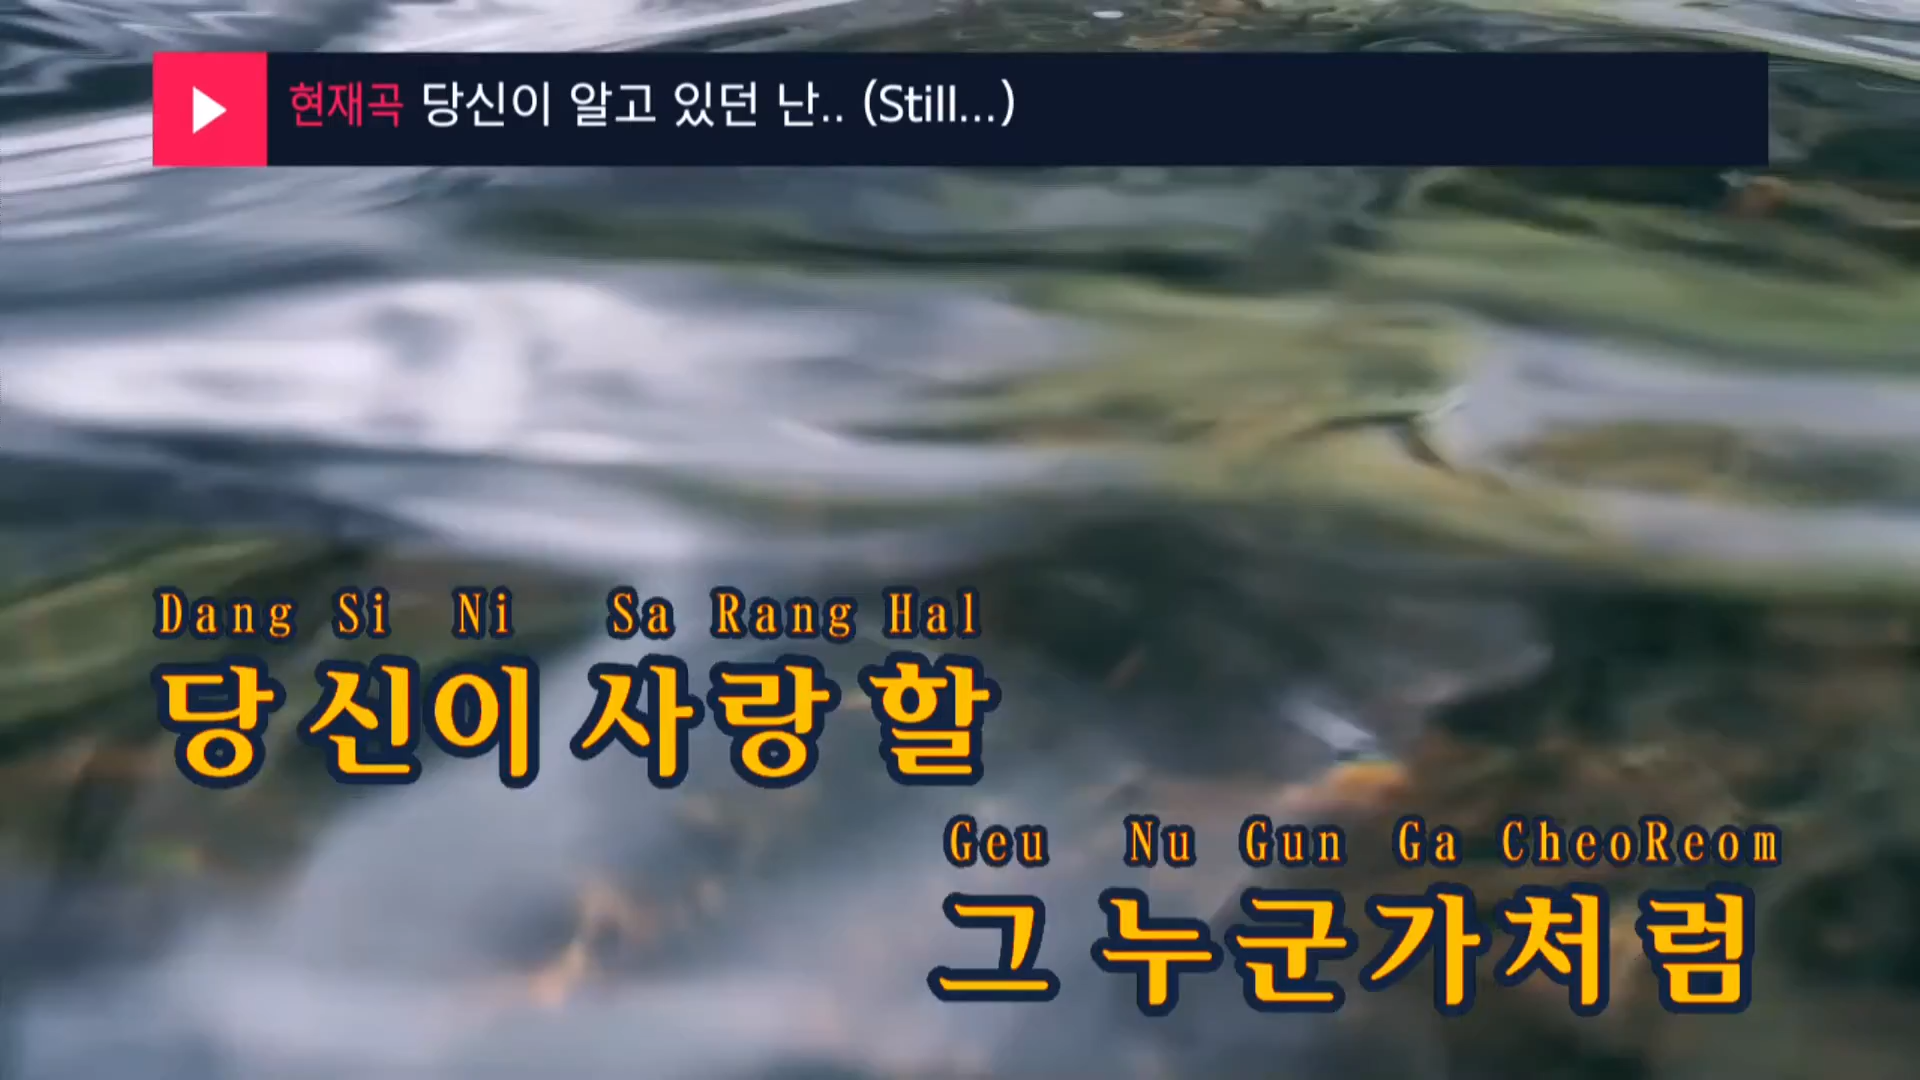 현재곡 당신이 알고 있던 난.. (Still...)
Dang Si Ni Sa Rang Hal
당신이 사랑할
Geu Nu Gun Ga CheoReom
그 누군가처럼